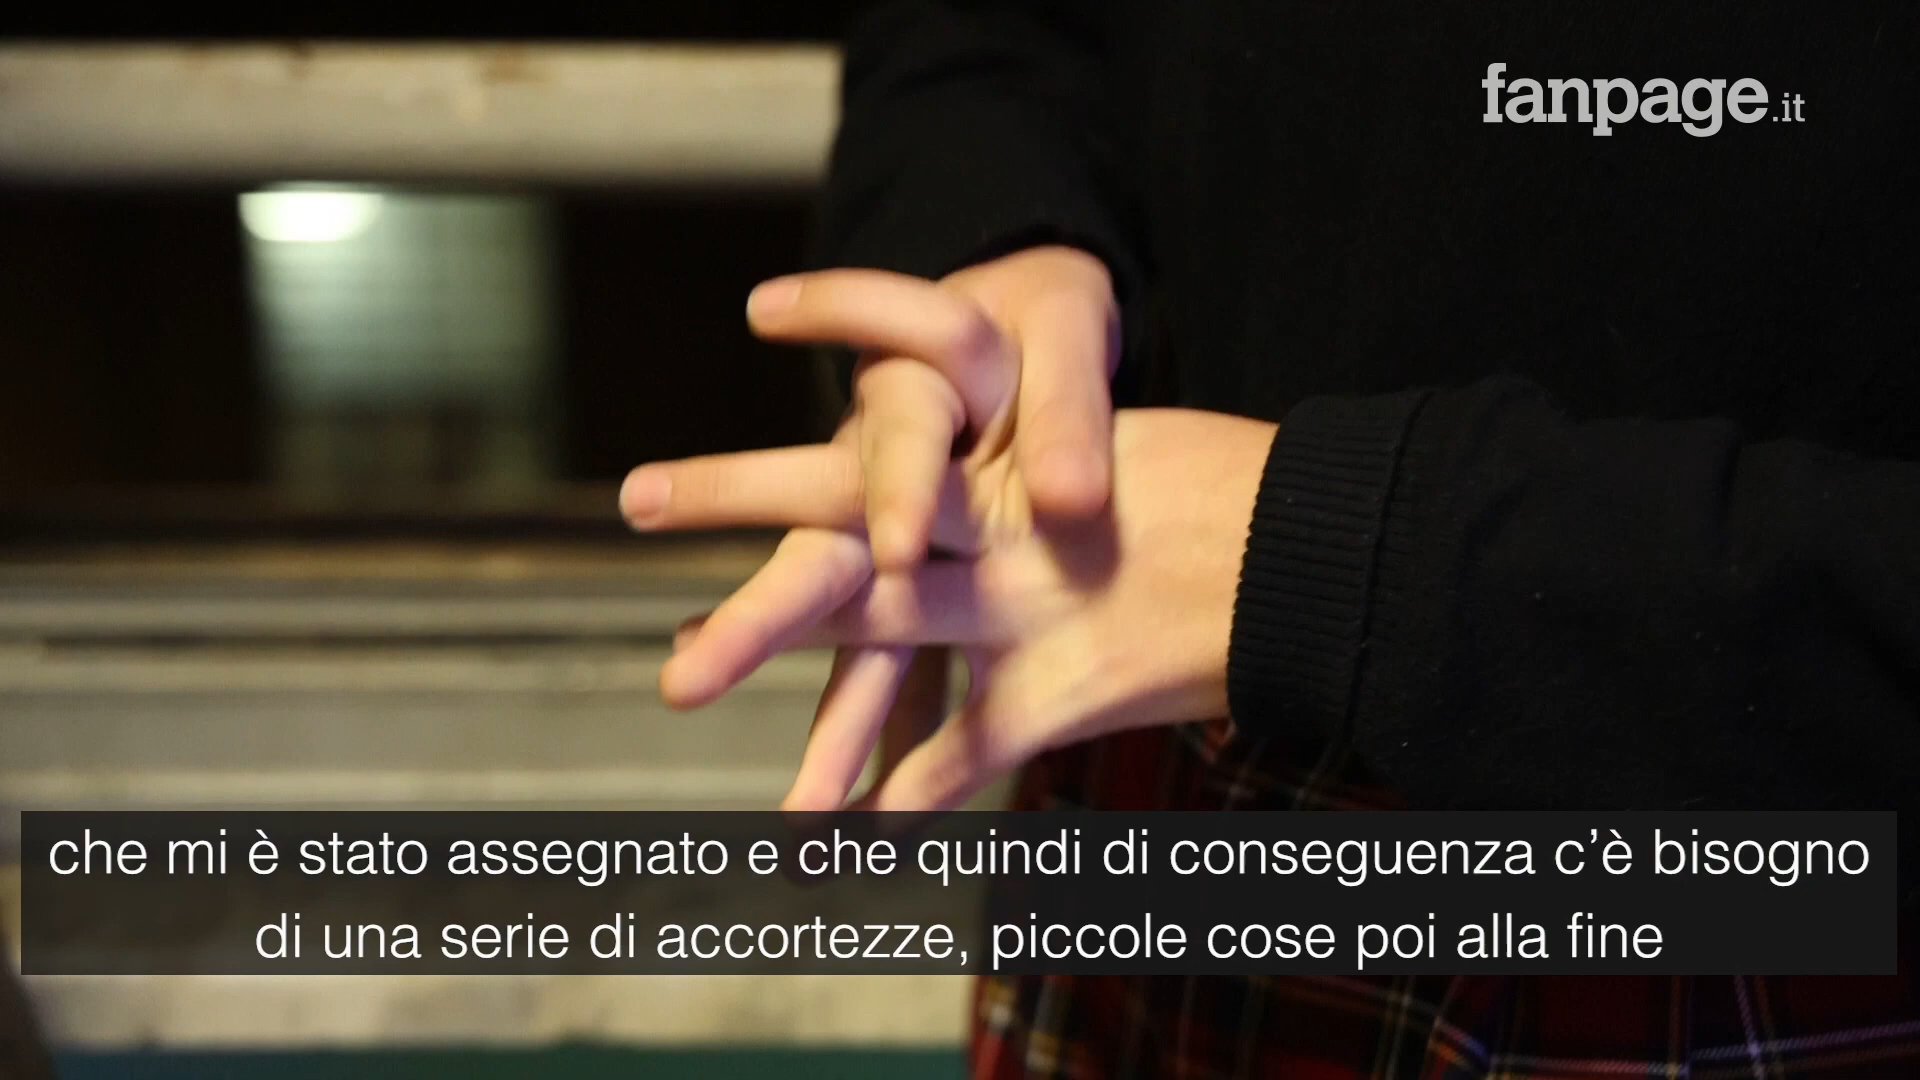 fanpage.it
che mi è stato assegnato e che quindi di conseguenza c'è bisogno
di una serie di accortezze, piccole cose poi alla fine